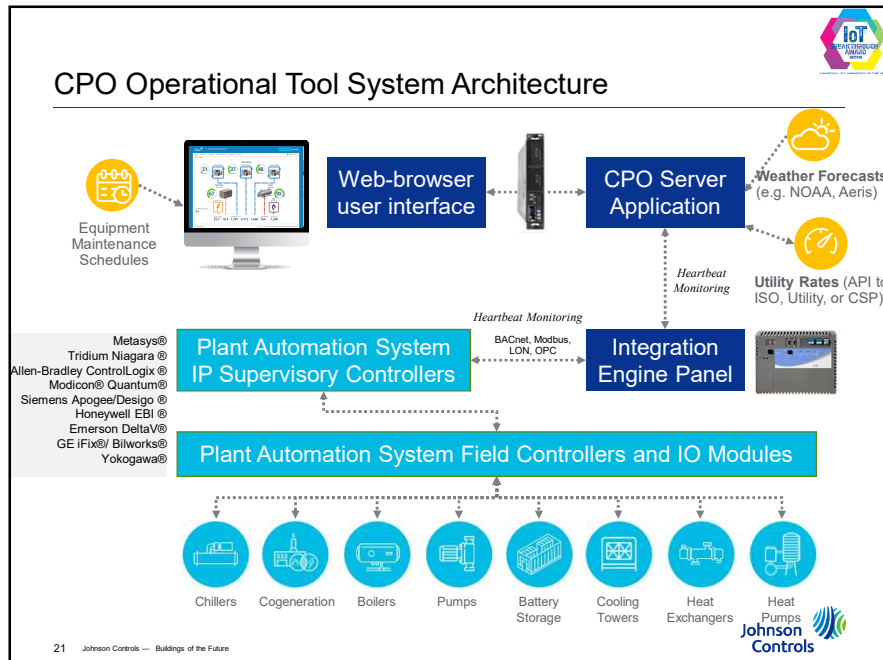 IoT
BREAKTHROUGH
AWARD
2019
CPO Operational Tool System Architecture
Equipment
Maintenance
Schedules
Web-browser
user interface
CPO Server
Application
Weather Forecasts
(e.g. NOAA, Aeris)
Utility Rates (API to
ISO, Utility, or CSP)
Heartbeat
Monitoring
Heartbeat Monitoring
BACnet, Modbus,
LON, OPC
Metasys®
Tridium Niagara ®
Allen-Bradley ControlLogix ®
Modicon® Quantum®
Siemens Apogee/Desigo ®
Honeywell EBI ®
Emerson DeltaV®
GE iFix®/ Bilworks®
Yokogawa®
Plant Automation System
IP Supervisory Controllers
Integration
Engine Panel
Plant Automation System Field Controllers and IO Modules
Chillers
Cogeneration
Boilers
Pumps
Battery
Storage
Cooling
Towers
Heat
Exchangers
Heat
Pumps
21
Johnson Controls — Buildings of the Future
Johnson
Controls